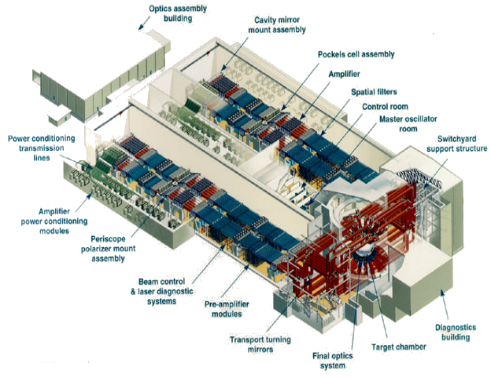 Optics assembly
building
Cavity mirror
mount assembly
Pockels cell assembly
Amplifier
Spatial filters
Control room
Master oscillator
room
Switchyard
support structure
Power conditioning
transmission
lines
Amplifier
power conditioning
modules
Periscope
polarizer mount
assembly
Beam control
& laser diagnostic
systems
Pre-amplifier
modules
Transport turning
mirrors
Final optics
system
Target chamber
Diagnostics
building